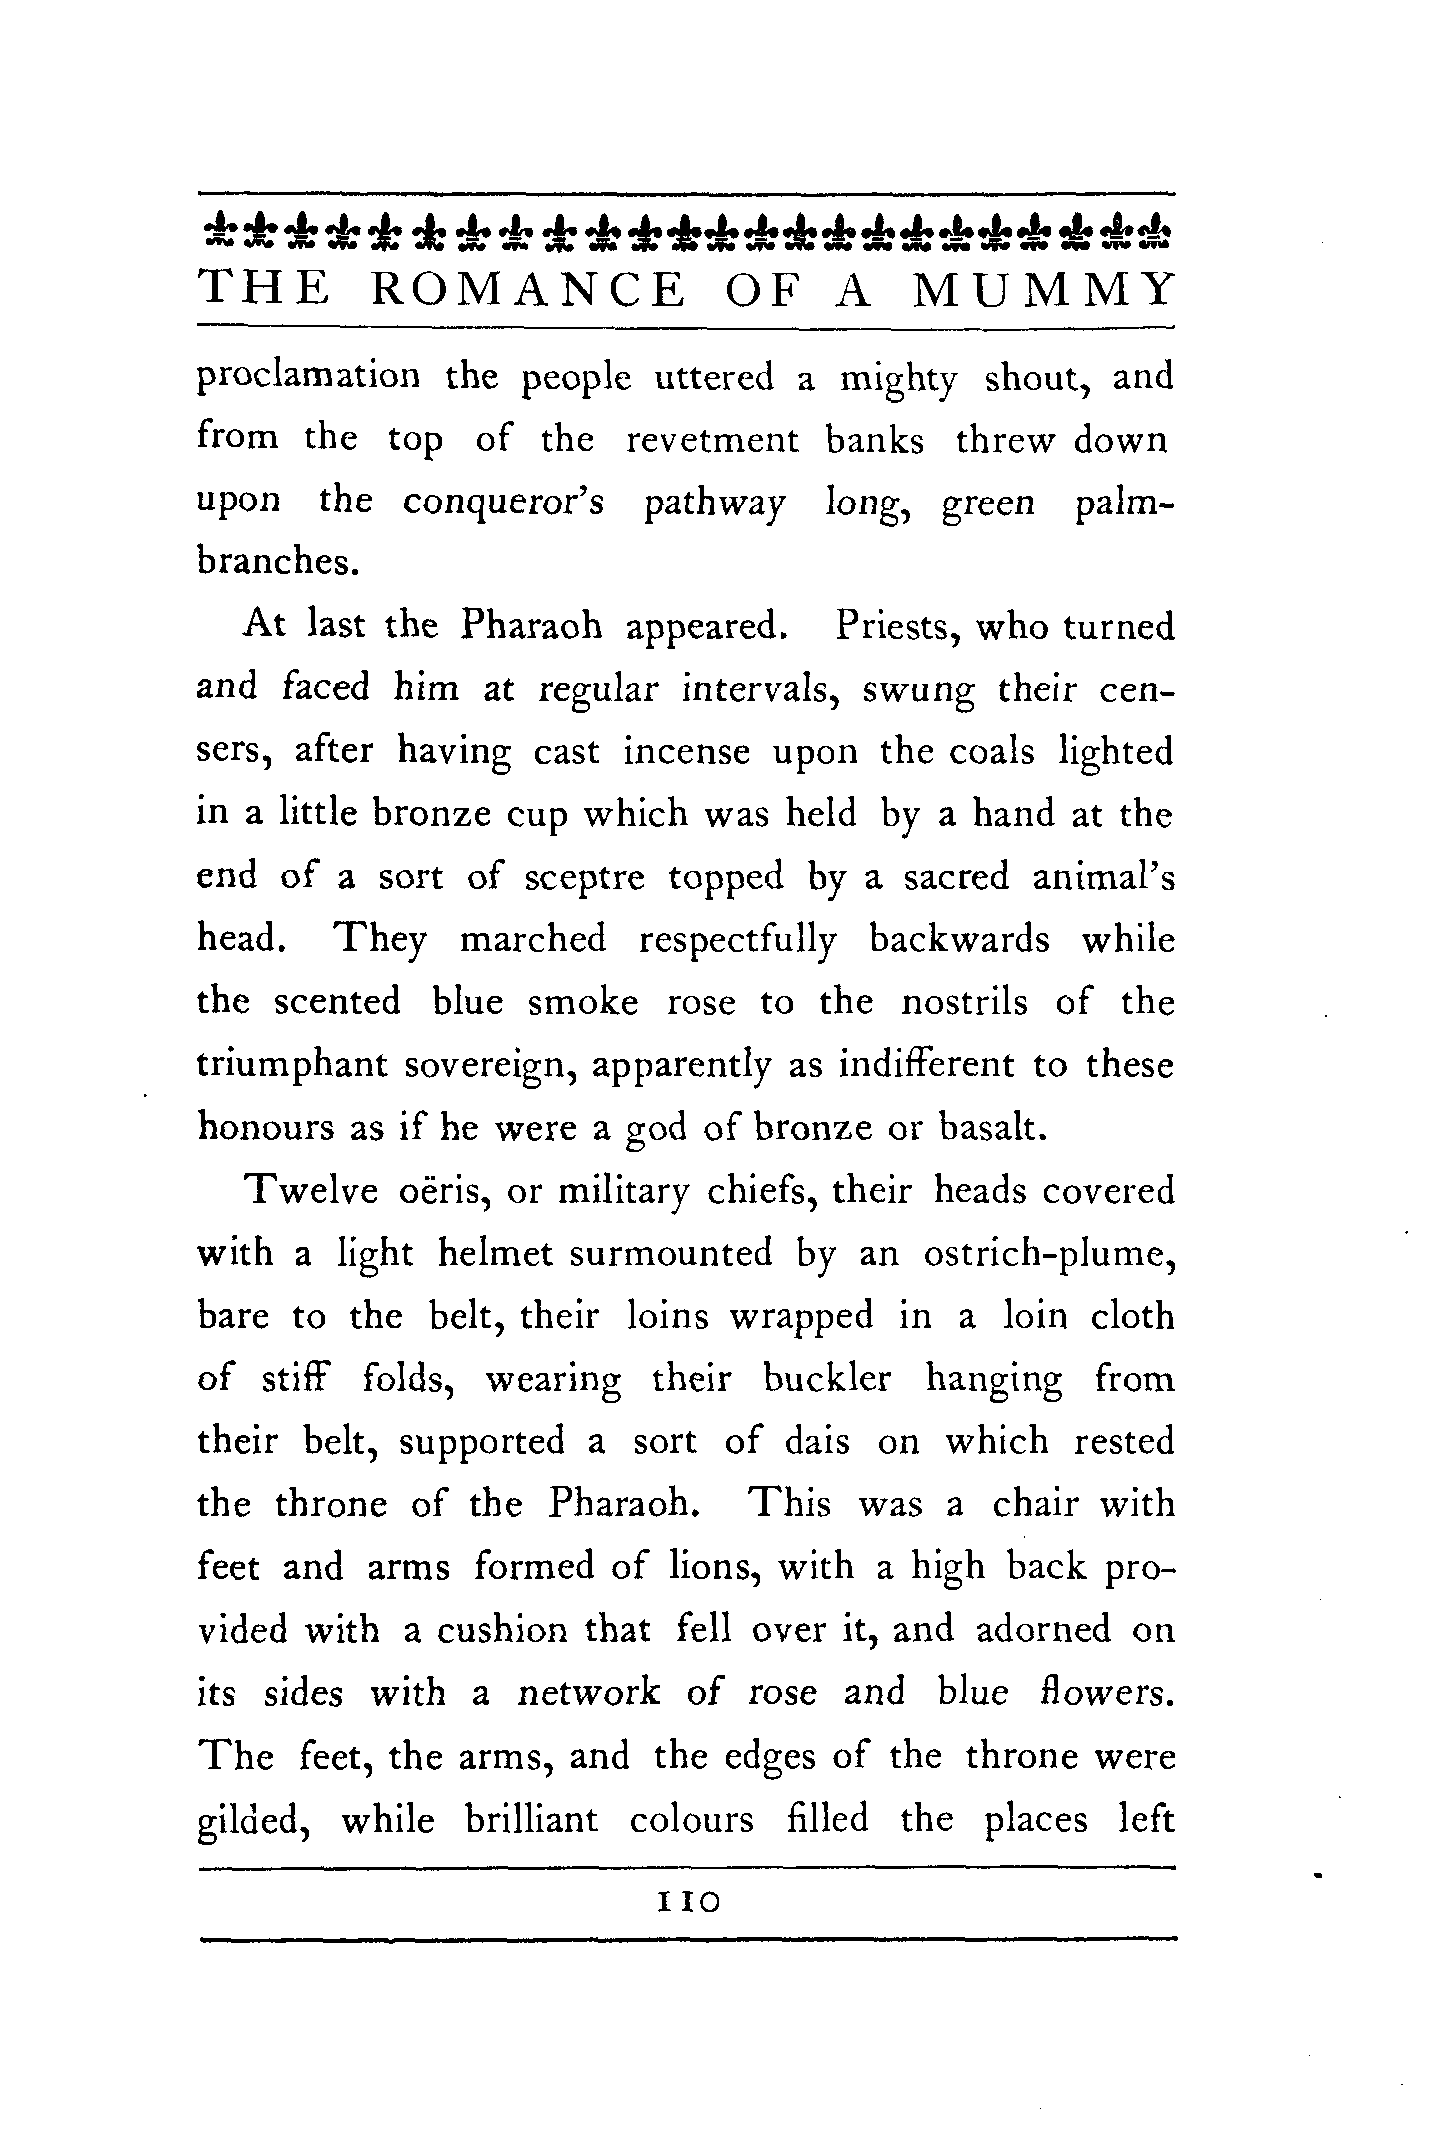 THE ROMANCE OF A MUMMY
proclamation the people uttered a mighty shout, and
from the top of the revetment banks threw down
upon the conqueror's pathway long, green palm-
branches.
At last the Pharaoh appeared. Priests, who turned
and faced him at regular intervals, swung their cen-
sers, after having cast incense upon the coals lighted
in a little bronze cup which was held by a hand at the
end of a sort of sceptre topped by a sacred animal's
head. They marched respectfully backwards while
the scented blue smoke rose to the nostrils of the
triumphant sovereign, apparently as indifferent to these
honours as if he were a god of bronze or basalt.
Twelve oëris, or military chiefs, their heads covered
with a light helmet surmounted by an ostrich-plume,
bare to the belt, their loins wrapped in a loin cloth
of stiff folds, wearing their buckler hanging from
their belt, supported a sort of dais on which rested
the throne of the Pharaoh. This was a chair with
feet and arms formed of lions, with a high back pro-
vided with a cushion that fell over it, and adorned on
its sides with a network of rose and blue flowers.
The feet, the arms, and the edges of the throne were
gilded, while brilliant colours filled the places left
110